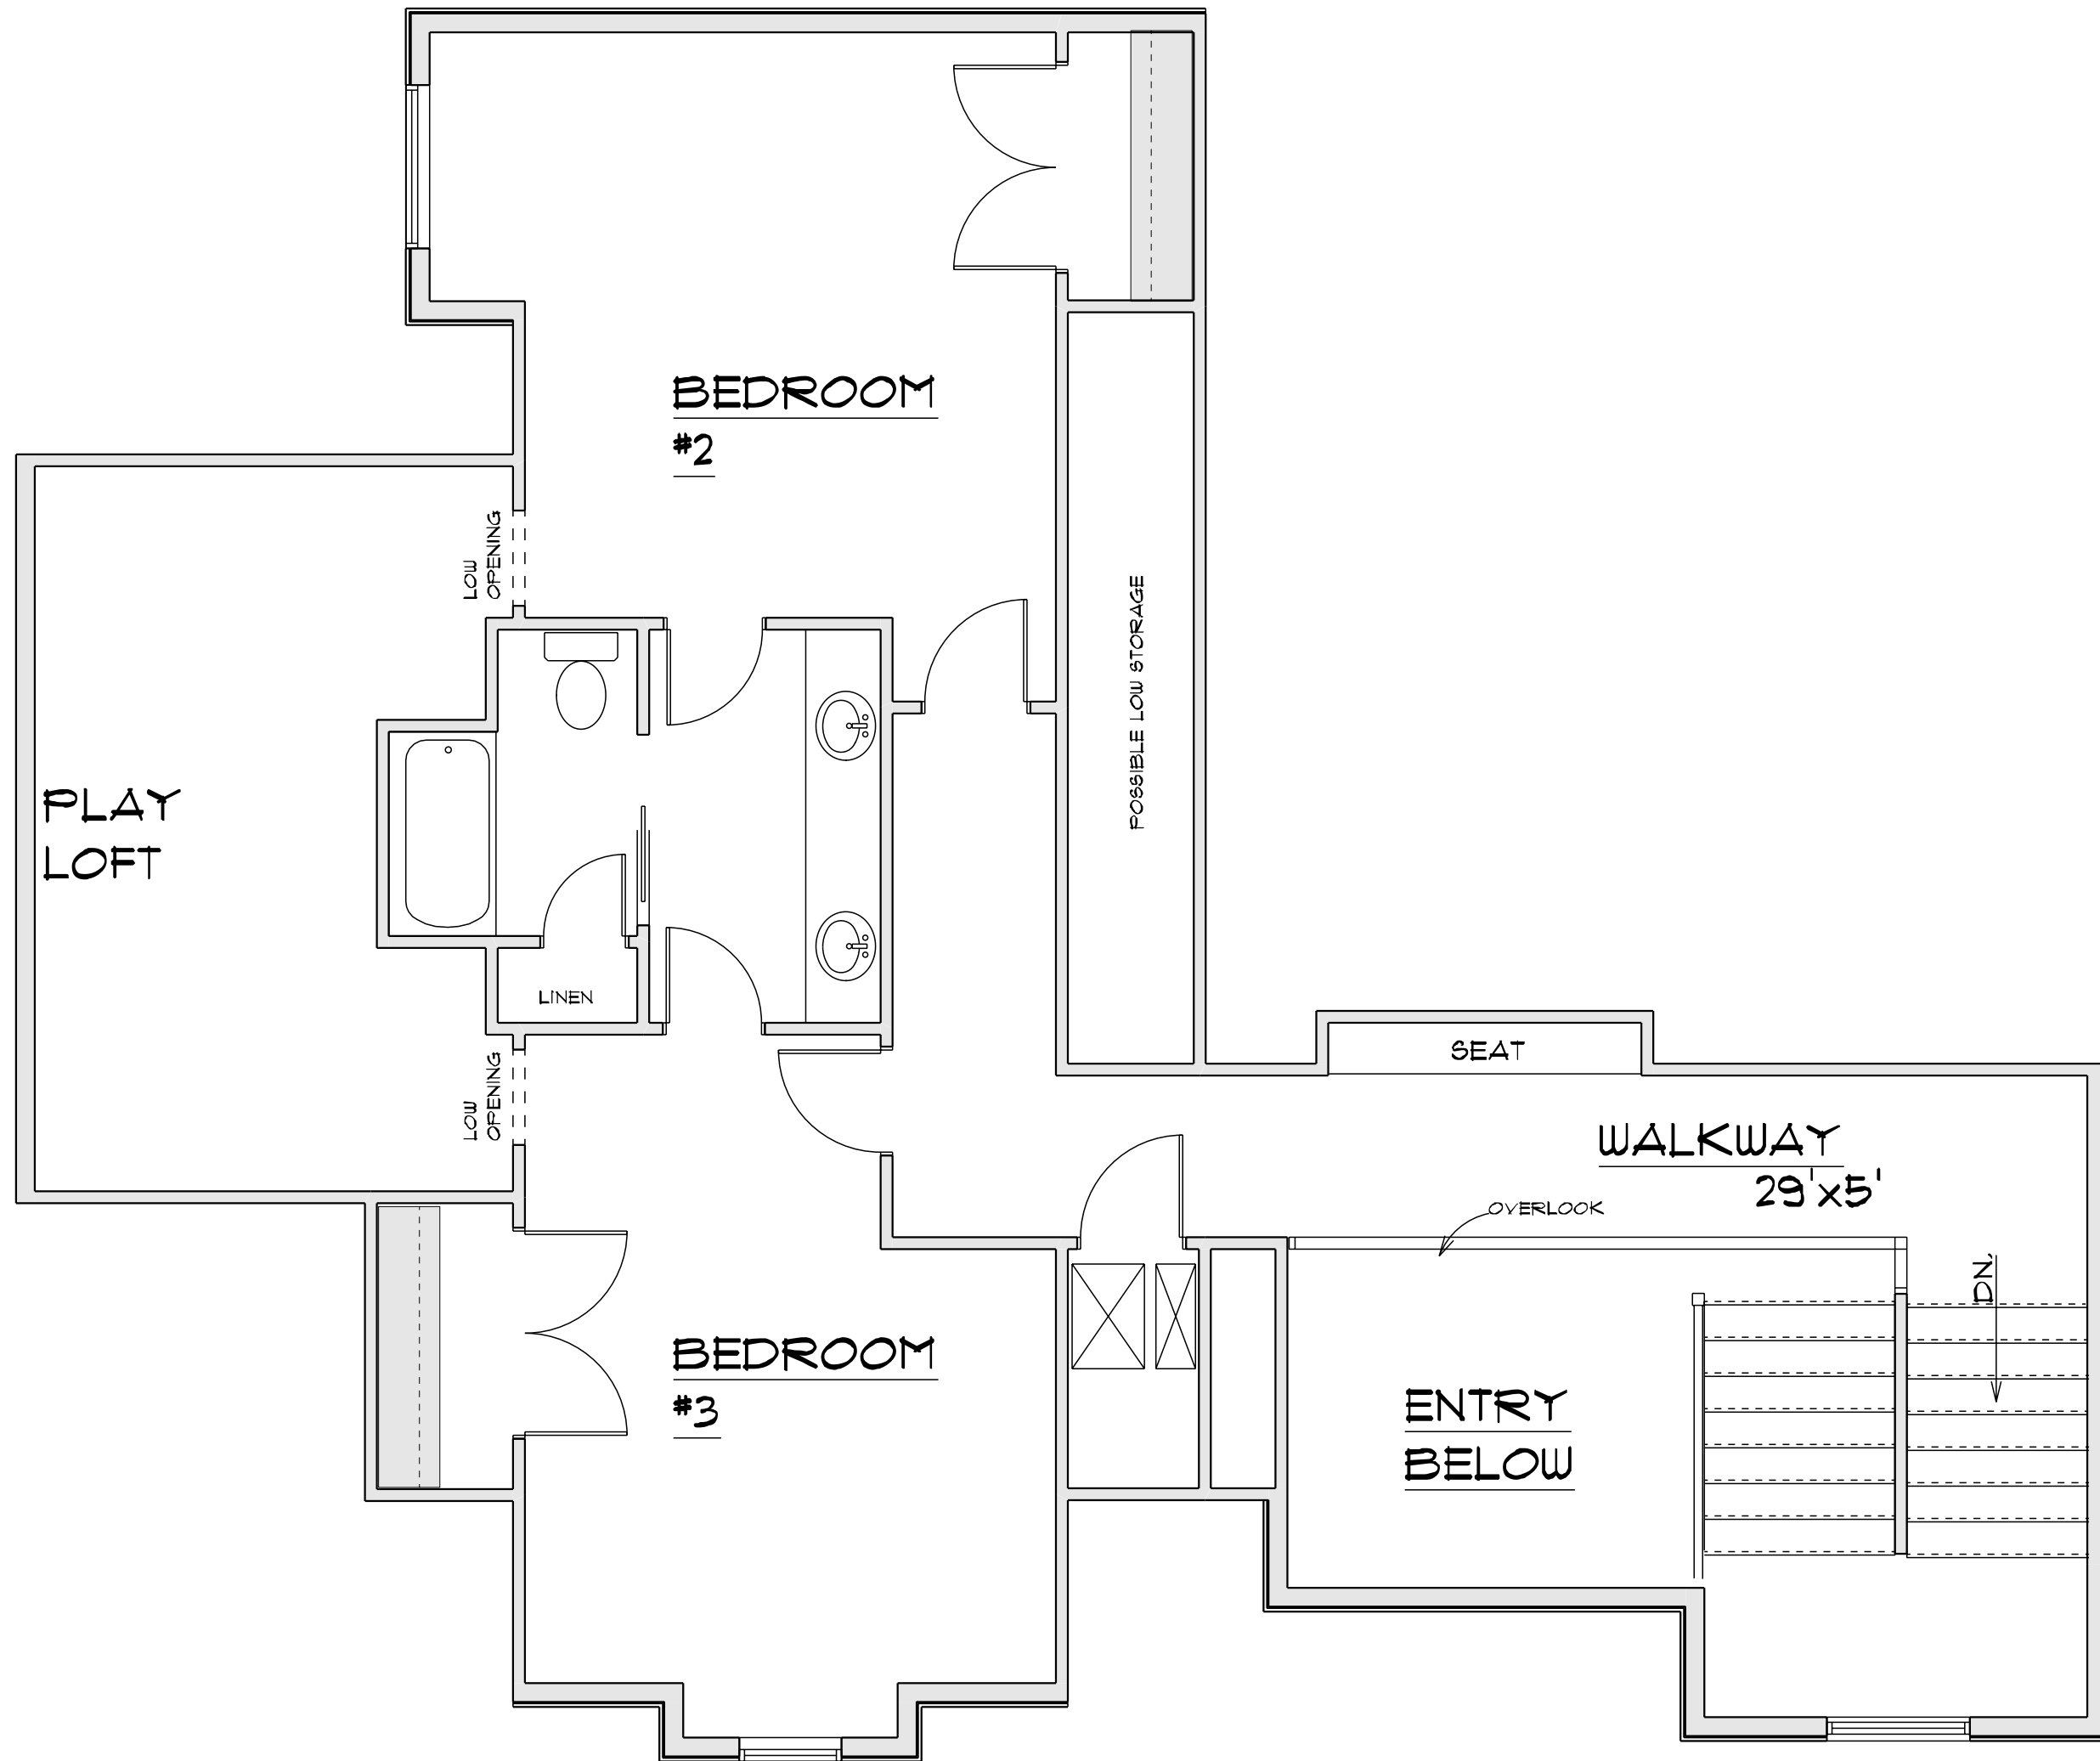 BEDROOM
#2
LOW
OPENING
POSSIBLE LOW STORAGE
PLAY
LOFT
LINEN
LOW
OPENING
SEAT
WALKWAY
29'x5'
OVERLOOK
DN.
BEDROOM
#3
ENTRY
BELOW